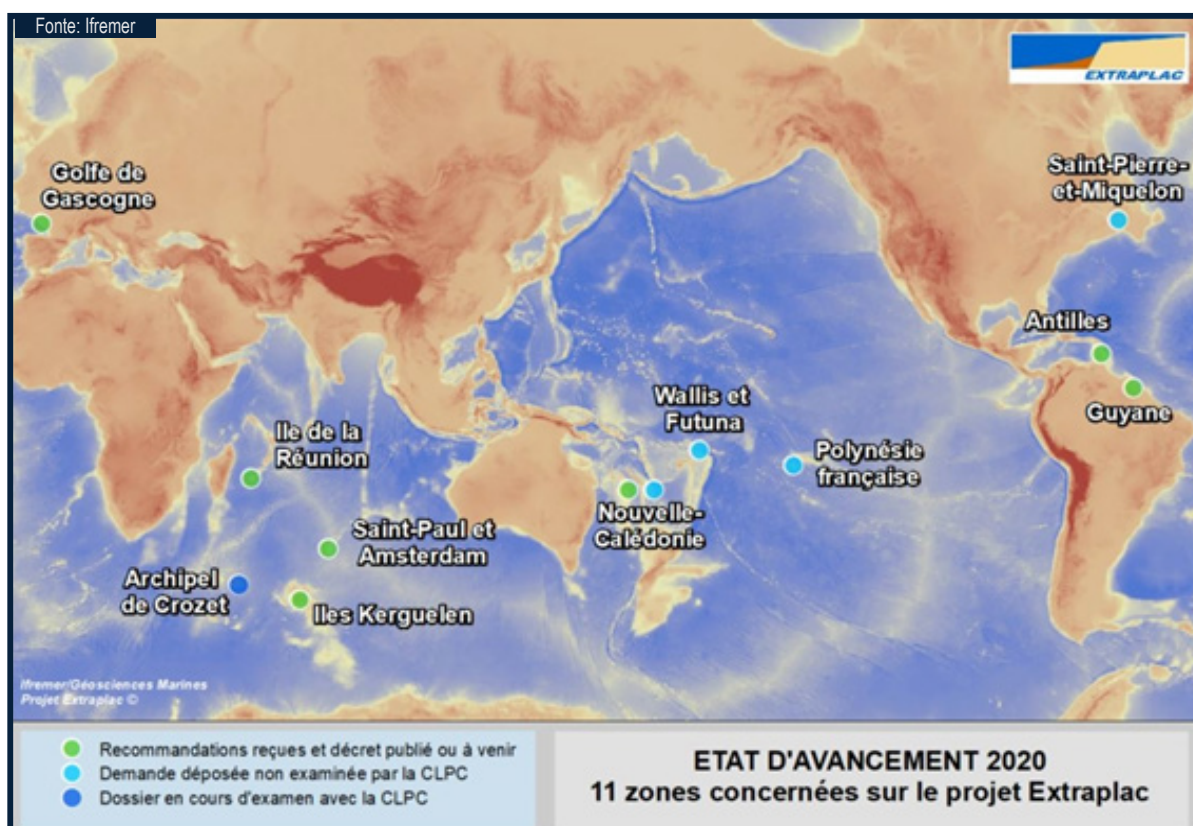 Fonte: Ifremer
EXTRAPLAC
Golfe de
Gascogne
Saint-Pierre-
et-Miquelon
Antilles
Guyane
Wallis et
Futuna
Polynésie
française
Ile de la
Réunion
Nouvelle-
Calédonie
Saint-Paul et
Amsterdam
Archipel
de Crozet
Iles Kerguelen
Ifremer/Géosciences Marines
Projet Extraplac ©
Recommandations reçues et décret publié ou à venir
Demande déposée non examinée par la CLPC
Dossier en cours d'examen avec la CLPC
ETAT D'AVANCEMENT 2020
11 zones concernées sur le projet Extraplac